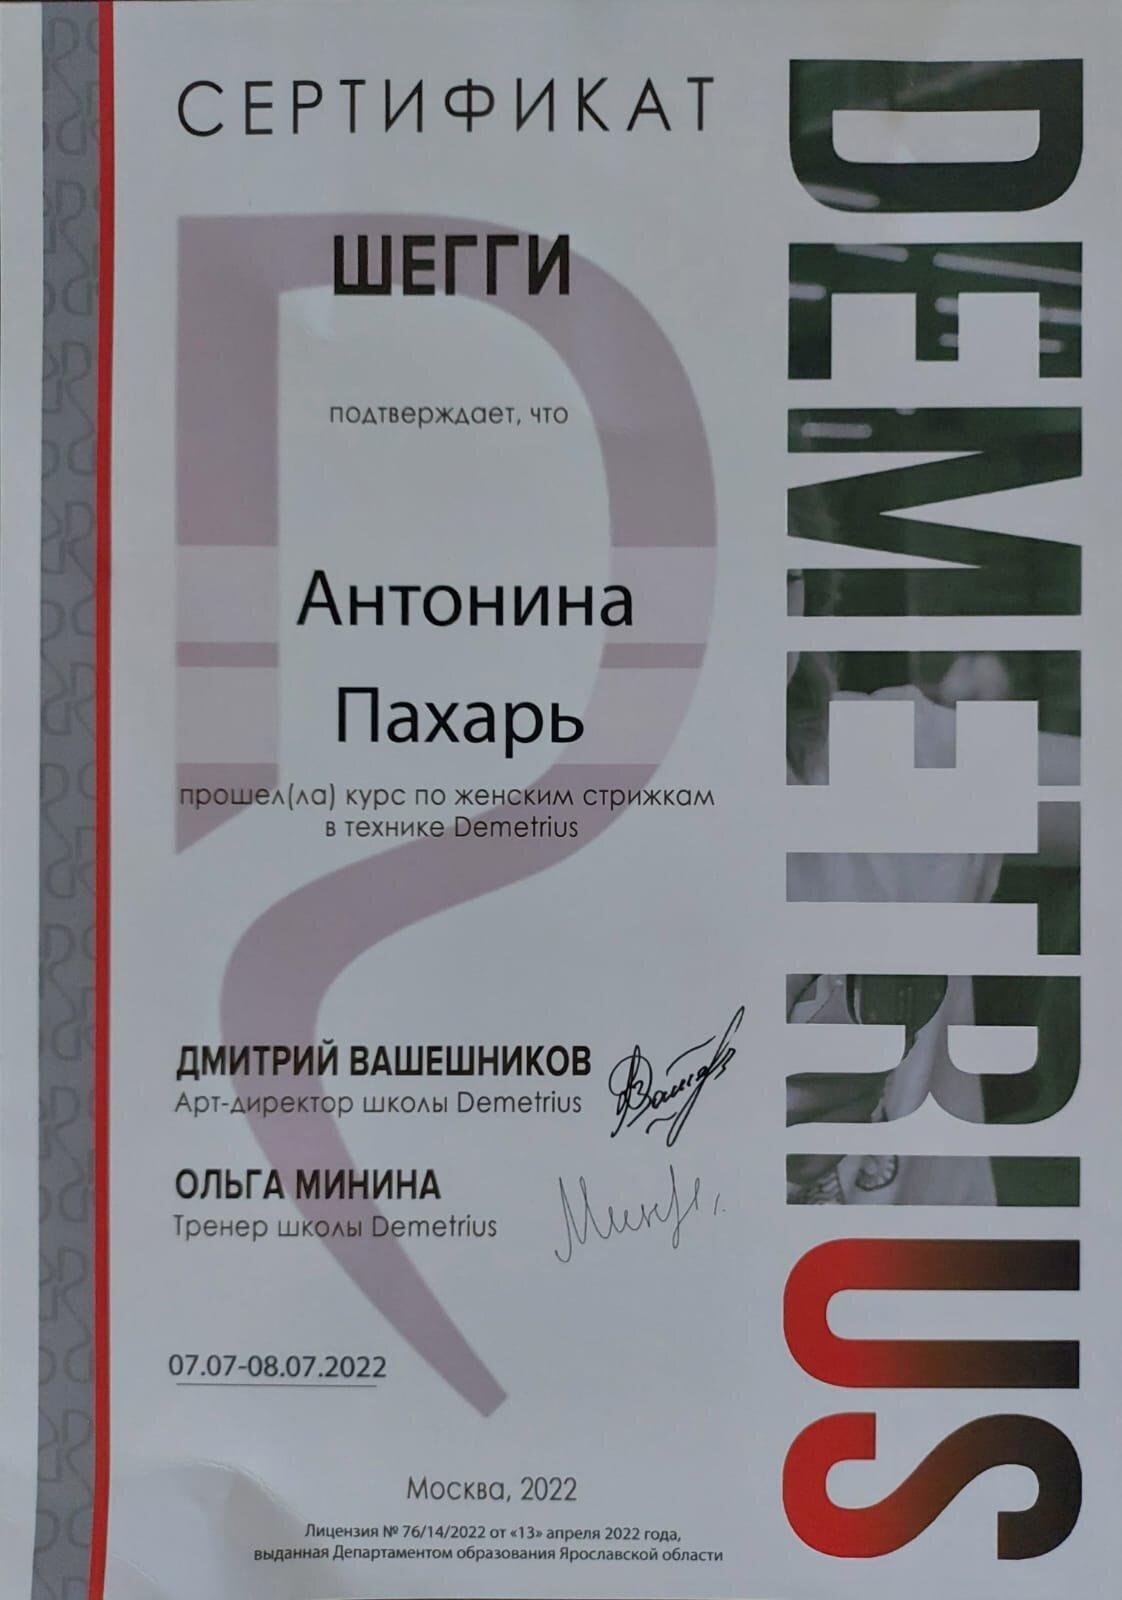 СЕРТИФИКАТ
ШЕГГИ
подтверждает, что
Антонина
Пахарь
прошел(ла) курс по женским стрижкам
в технике Demetrius
ДМИТРИЙ ВАШЕШНИКОВ
Арт-директор школы Demetrius
ОЛЬГА МИНИНА
Тренер школы Demetrius
07.07-08.07.2022
Москва, 2022
Лицензия № 76/14/2022 от «13» апреля 2022 года,
выданная Департаментом образования Ярославской области
DEMETRIUS